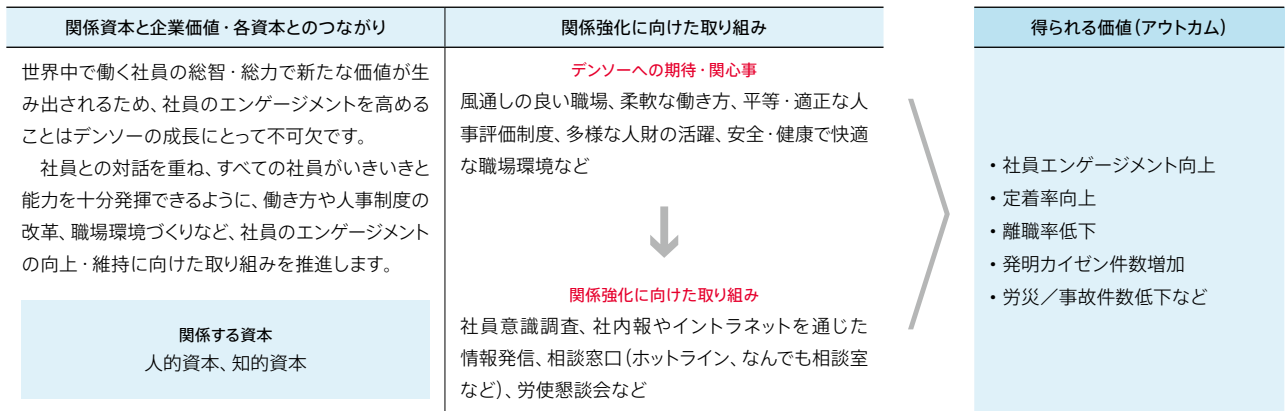 関係資本と企業価値・各資本とのつながり
世界中で働く社員の総智・総力で新たな価値が生
み出されるため、社員のエンゲージメントを高める
ことはデンソーの成長にとって不可欠です。
　社員との対話を重ね、すべての社員がいきいきと
能力を十分発揮できるように、働き方や人事制度の
改革、職場環境づくりなど、社員のエンゲージメント
の向上・維持に向けた取り組みを推進します。
関係する資本
人的資本、知的資本
関係強化に向けた取り組み
デンソーへの期待・関心事
風通しの良い職場、柔軟な働き方、平等・適正な人
事評価制度、多様な人財の活躍、安全・健康で快適
な職場環境など
関係強化に向けた取り組み
社員意識調査、社内報やイントラネットを通じた
情報発信、相談窓口（ホットライン、なんでも相談室
など）、労使懇談会など
得られる価値（アウトカム）
・社員エンゲージメント向上
・定着率向上
・離職率低下
・発明カイゼン件数増加
・労災／事故件数低下など